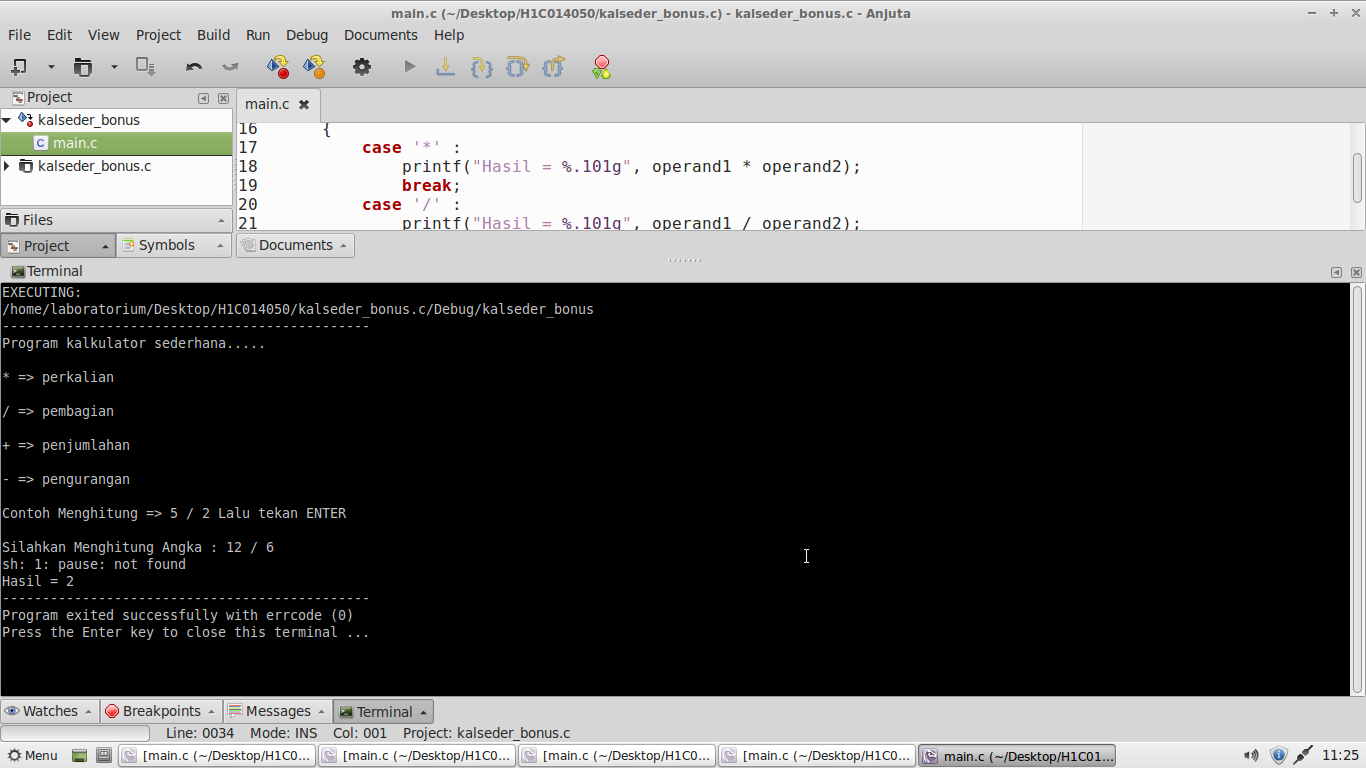 main.c (~/Desktop/H1C014050/kalseder_bonus.c) - kalseder_bonus.c - Anjuta
File Edit View Project Build Run Debug Documents Help
Project
main.c
kalseder_bonus
main.c
kalseder_bonus.c
Files
Project Symbols
16 {
17 case '*' :
18 printf("Hasil = %.101g", operand1 * operand2);
19 break;
20 case '/' :
21 printf("Hasil = %.101g", operand1 / operand2);
Documents
Terminal
EXECUTING:
/home/laboratorium/Desktop/H1C014050/kalseder_bonus.c/Debug/kalseder_bonus
----------------------------------------------
Program kalkulator sederhana.....
* => perkalian
/ => pembagian
+ => penjumlahan
- => pengurangan
Contoh Menghitung => 5 / 2 Lalu tekan ENTER
Silahkan Menghitung Angka : 12 / 6
sh: 1: pause: not found
Hasil = 2
----------------------------------------------
Program exited successfully with errcode (0)
Press the Enter key to close this terminal ...
Watches Breakpoints Messages Terminal
Line: 0034 Mode: INS Col: 001 Project: kalseder_bonus.c
Menu [main.c (~/Desktop/H1C0... [main.c (~/Desktop/H1C0... [main.c (~/Desktop/H1C0... [main.c (~/Desktop/H1C0... main.c (~/Desktop/H1C01... 11:25